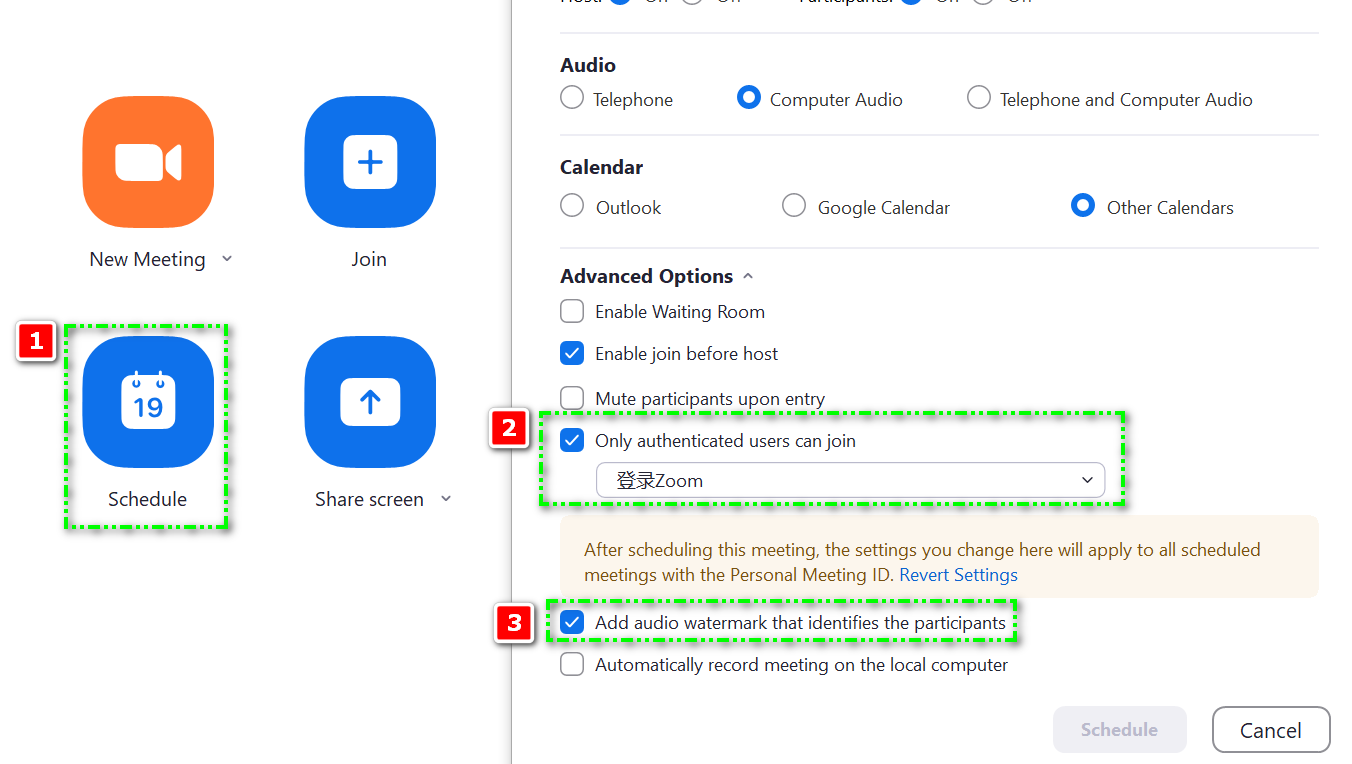 New Meeting
Join
1
19
Schedule
Share screen
Audio
Telephone
Computer Audio
Telephone and Computer Audio
Calendar
Outlook
Google Calendar
Other Calendars
Advanced Options
Enable Waiting Room
Enable join before host
Mute participants upon entry
2
Only authenticated users can join
登录Zoom
After scheduling this meeting, the settings you change here will apply to all scheduled
meetings with the Personal Meeting ID. Revert Settings
3
Add audio watermark that identifies the participants
Automatically record meeting on the local computer
Schedule
Cancel